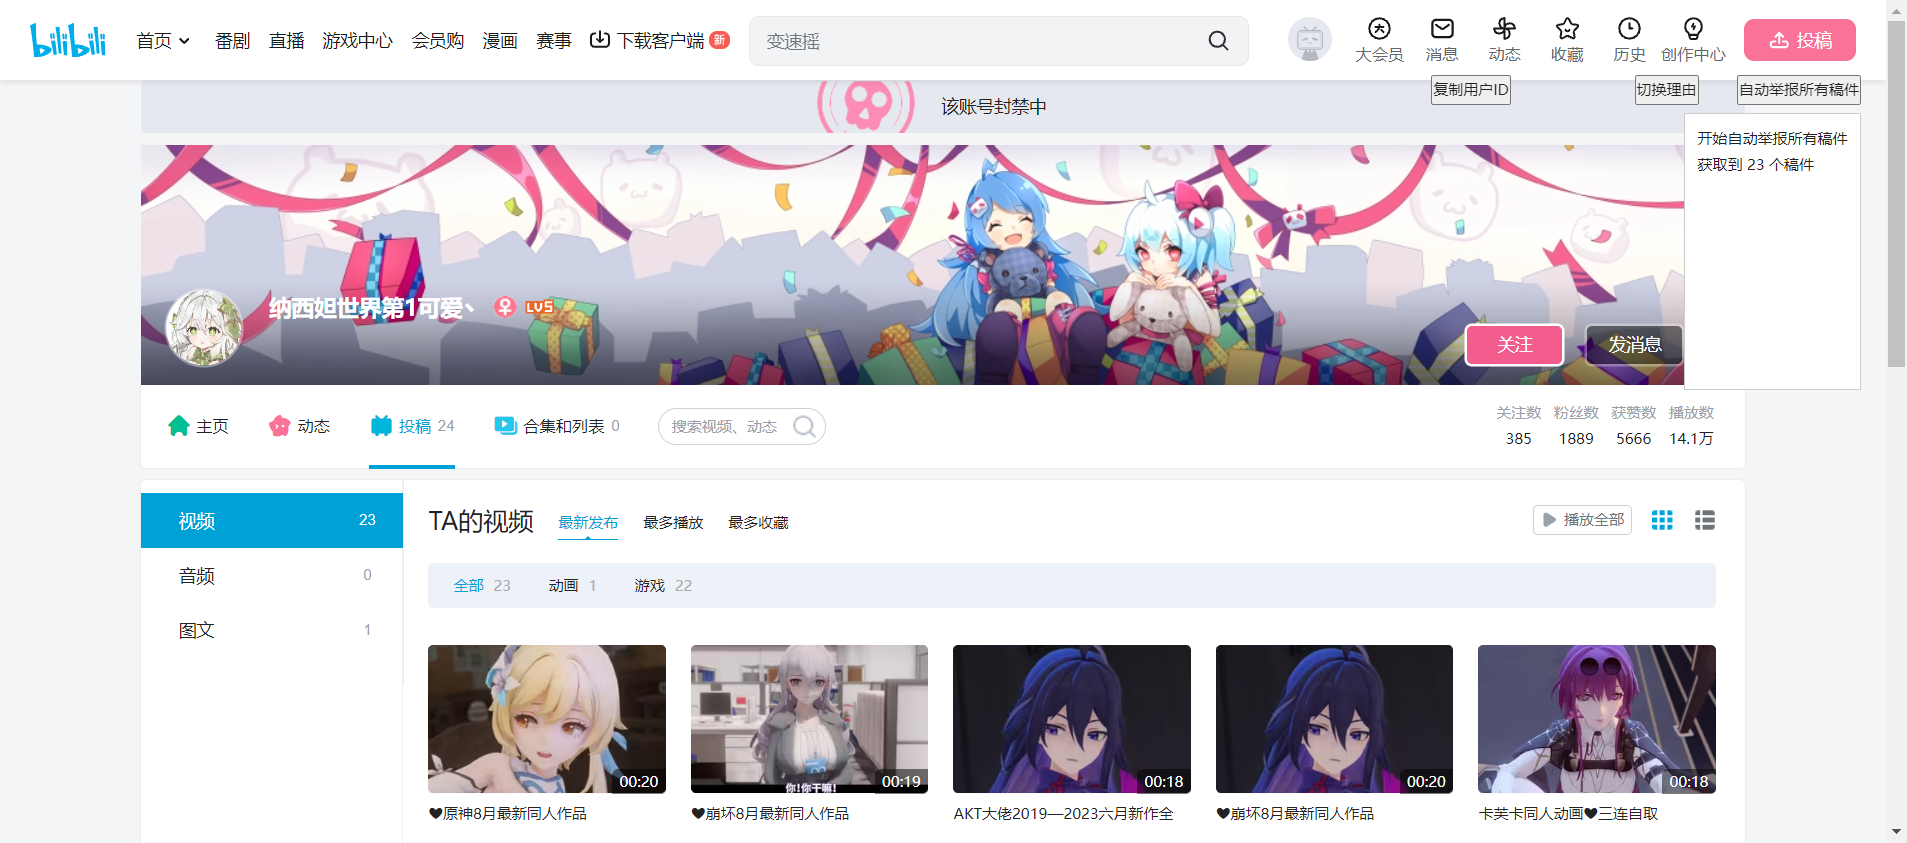 bilibili
首页
番剧
直播
游戏中心
会员购
漫画
赛事
下载客户端
新
变速摇
大会员
消息
动态
收藏
历史
创作中心
投稿
复制用户ID
切换理由
自动举报所有稿件
该账号封禁中
开始自动举报所有稿件
获取到 23 个稿件
纳西妲世界第1可爱丶
LV5
关注
发消息
主页
动态
投稿 24
合集和列表 0
搜索视频、动态
关注数 粉丝数 获赞数 播放数
385 1889 5666 14.1万
视频 23
音频 0
图文 1
TA的视频
最新发布
最多播放
最多收藏
播放全部
全部 23
动画 1
游戏 22
00:20
你!你干嘛!
00:19
00:18
00:20
00:18
♥原神8月最新同人作品
♥崩坏8月最新同人作品
AKT大佬2019—2023六月新作全
♥崩坏8月最新同人作品
卡芙卡同人动画♥三连自取